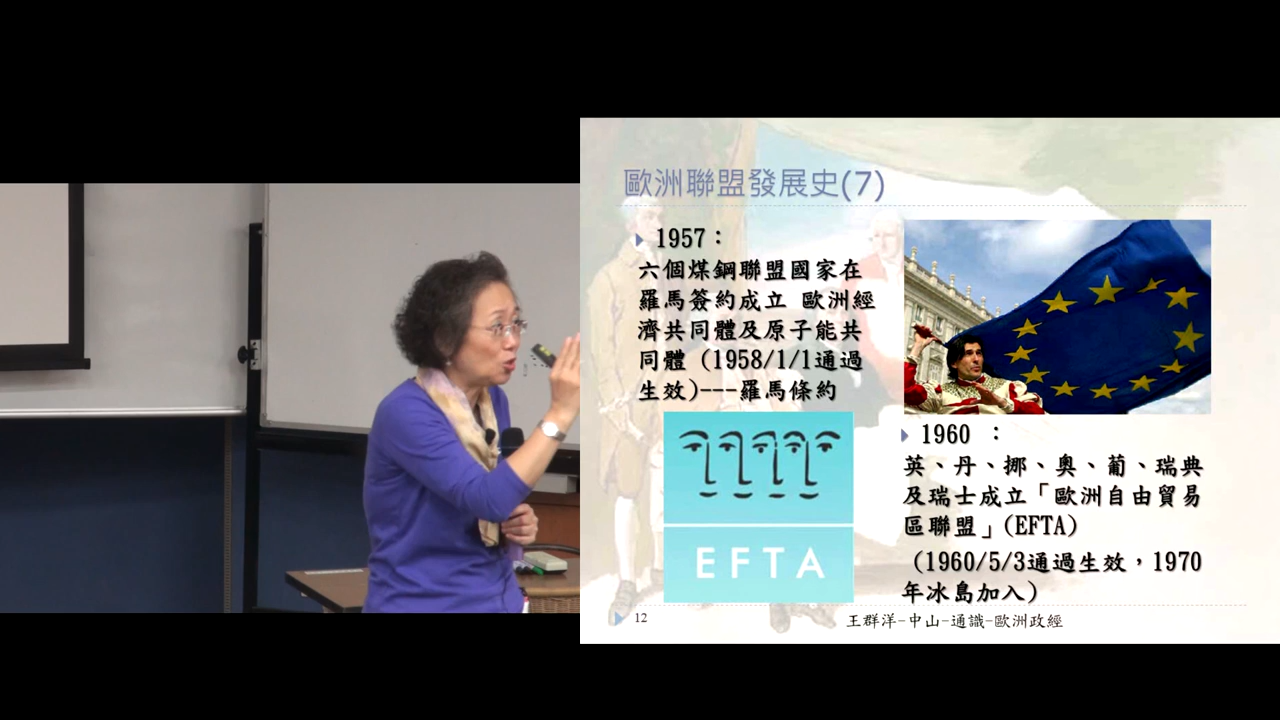 歐洲聯盟發展史(7)
1957：
六個煤鋼聯盟國家在
羅馬簽約成立 歐洲經
濟共同體及原子能共
同體 (1958/1/1通過
生效)---羅馬條約
EFTA
1960 ：
英、丹、挪、奧、葡、瑞典
及瑞士成立「歐洲自由貿易
區聯盟」(EFTA)
(1960/5/3通過生效，1970
年冰島加入)
12
王群洋-中山-通識-歐洲政經